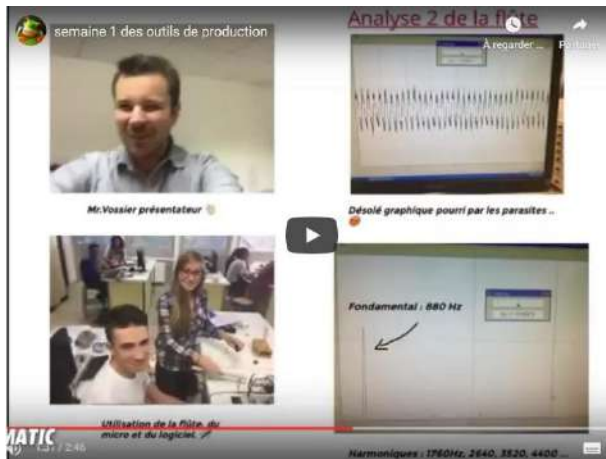 semaine 1 des outils de production
Analyse 2 de la flûte
À regarder ...
Partager
Mr.Vossier présentateur
Désolé graphique pourri par les parasites ..
Fondamental : 880 Hz
Utilisation de la flûte, du
micro et du logiciel.
MATIC
1:37 / 2:46
Harmoniques : 1760Hz, 2640, 3520, 4400 ...